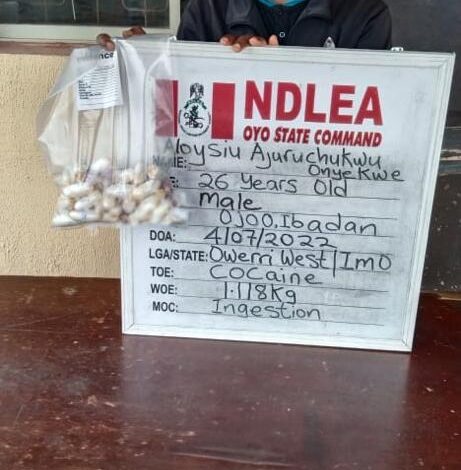 NDLEA
OYO STATE COMMAND
Aloysiu Ajuruchukwu
Onyekwe
26 Years Old
Male
OJOO, Ibadan
DOA: 4/07/2022
LGA/STATE: Owerri West/Imo
TOE: COCaine
WOE: 1.118Kg
MOC: Ingestion